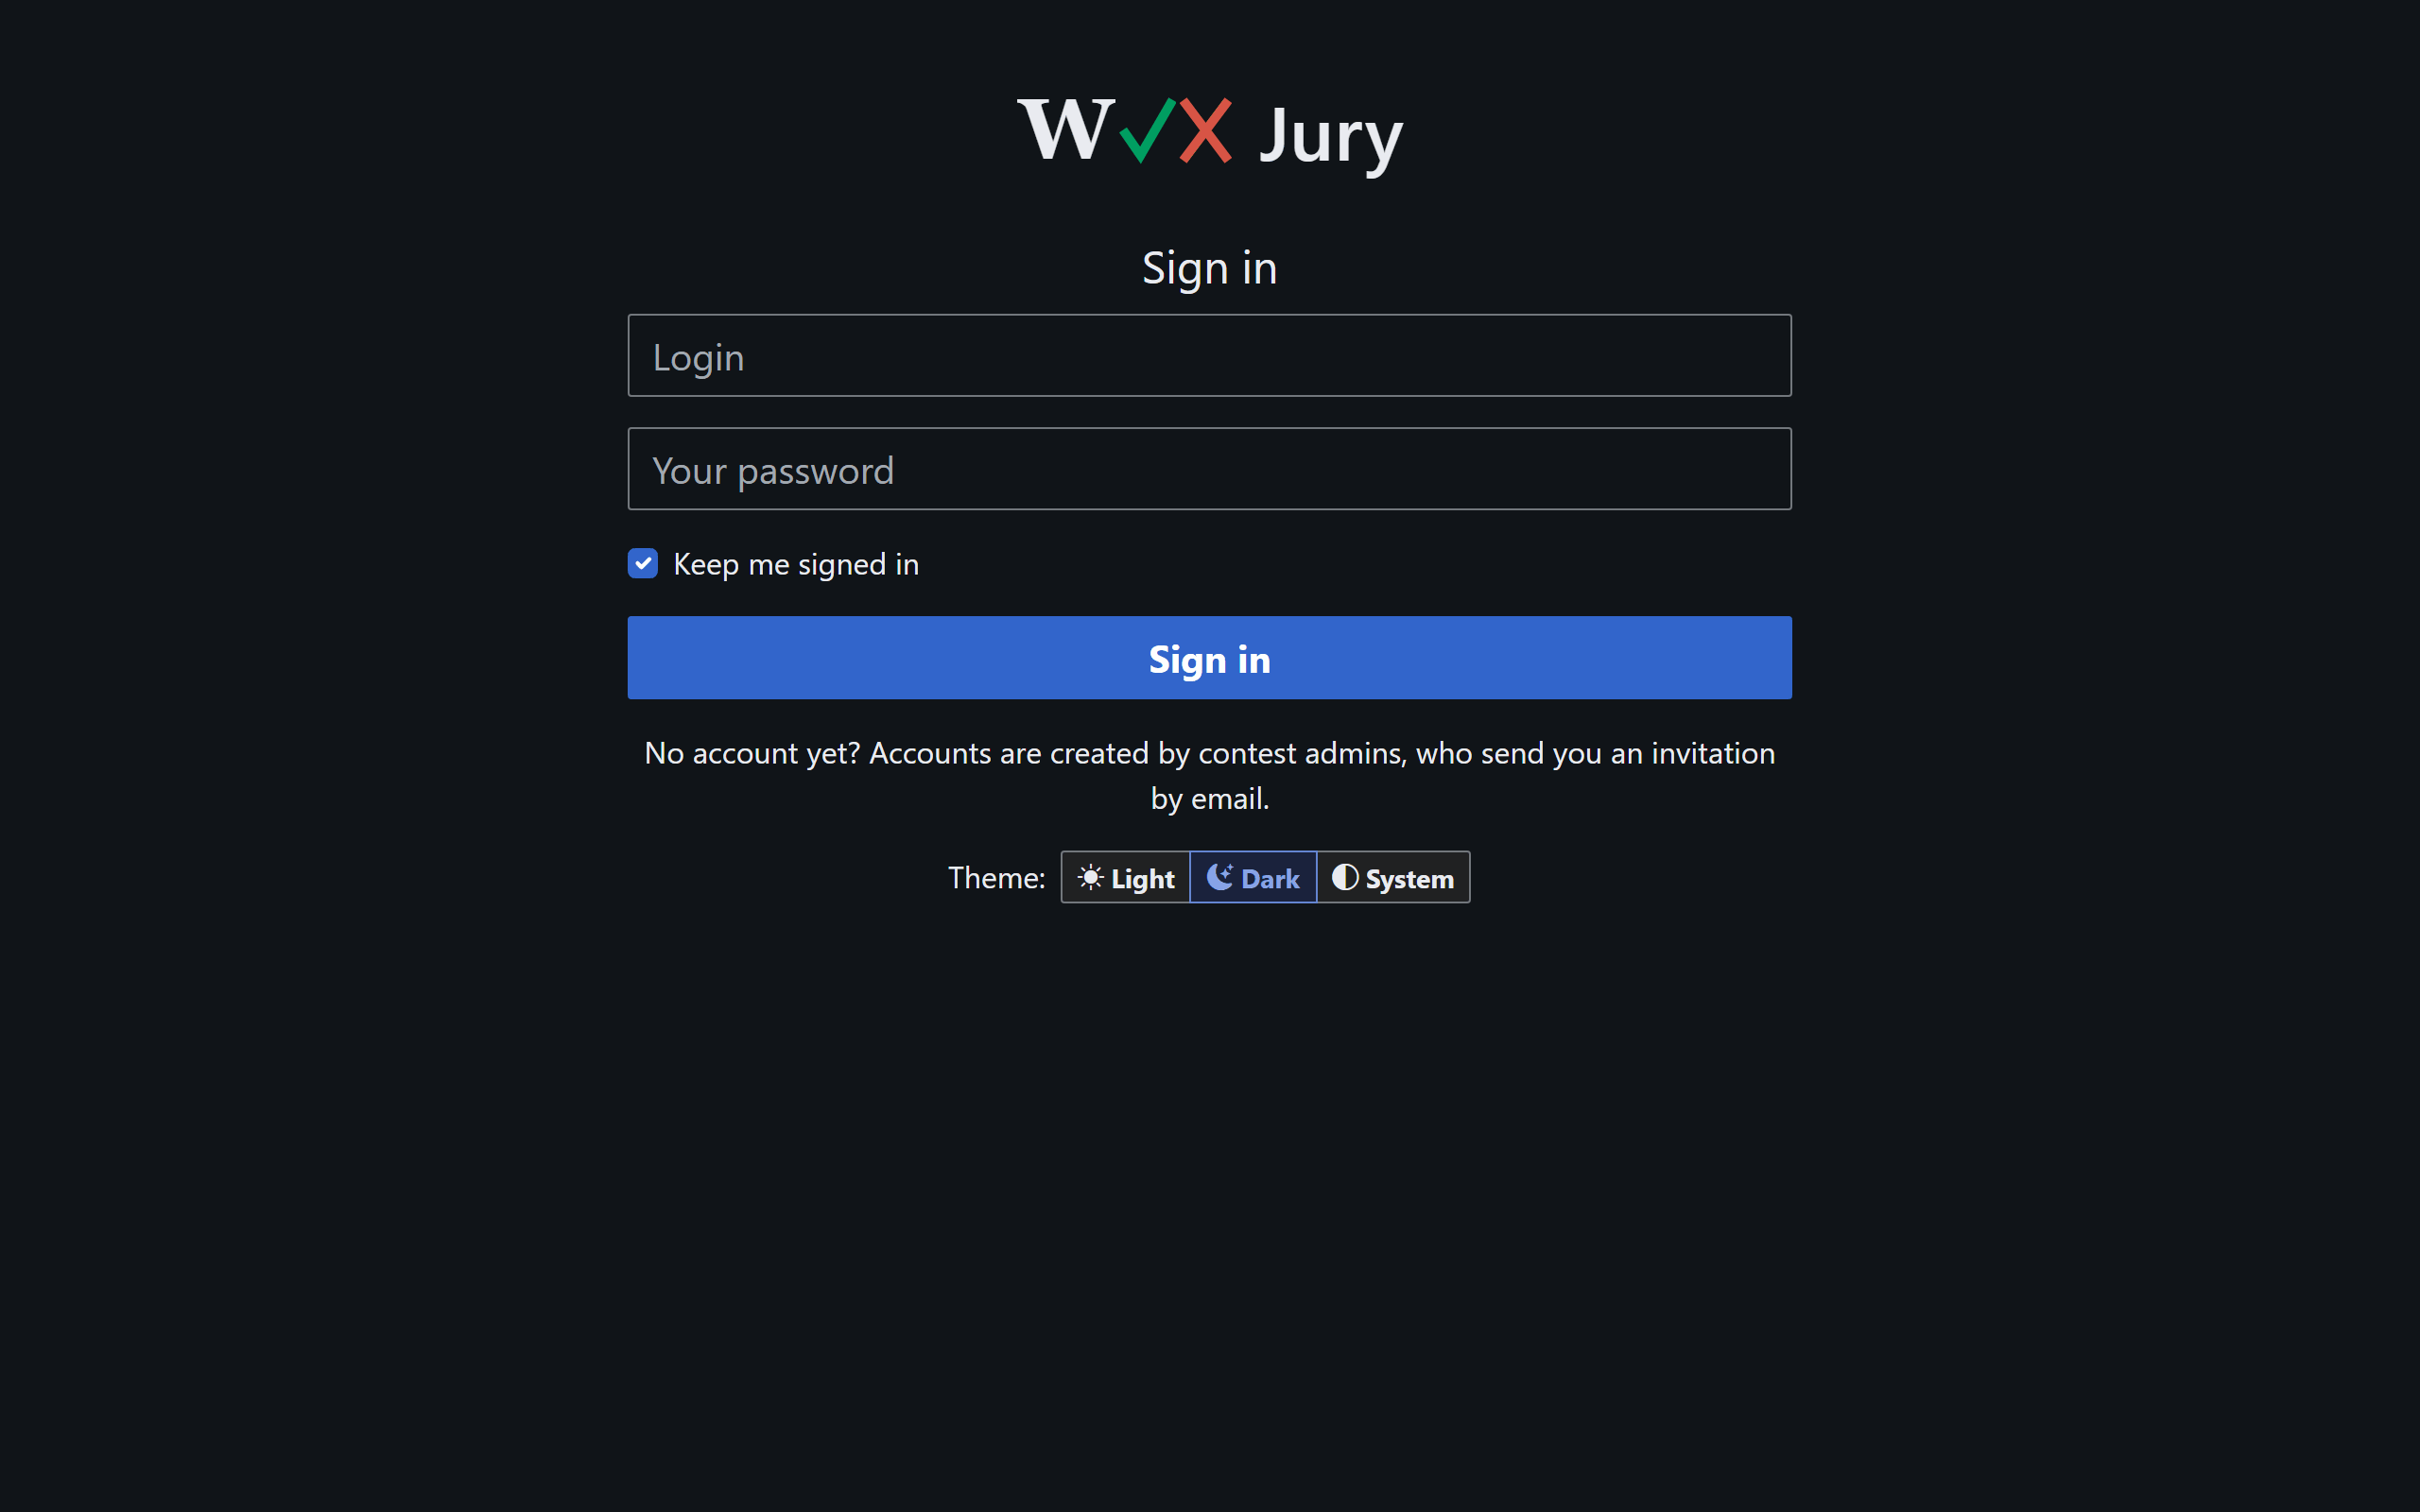 W✓X Jury
Sign in
Login
Your password
Keep me signed in
Sign in
No account yet? Accounts are created by contest admins, who send you an invitation
by email.
Theme: Light Dark System